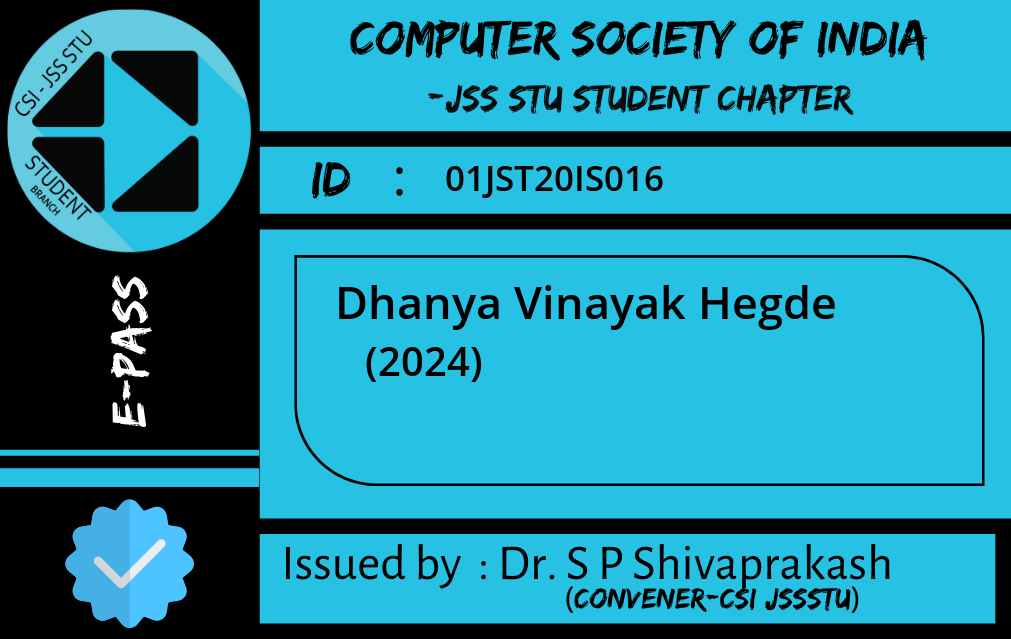 CSI - JSS STU
STUDENT
BRANCH
E-PASS
COMPUTER SOCIETY OF INDIA
-JSS STU STUDENT CHAPTER
ID : 01JST20IS016
Dhanya Vinayak Hegde
(2024)
Issued by : Dr. S P Shivaprakash
(CONVENER-CSI JSSSTU)